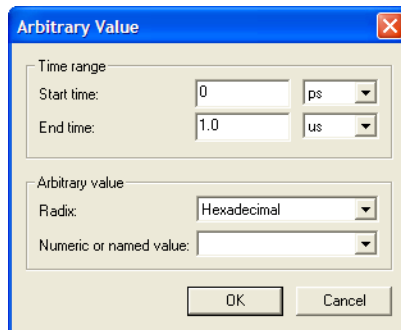 Arbitrary Value
Time range
Start time: 0 ps
End time: 1.0 us
Arbitrary value
Radix: Hexadecimal
Numeric or named value:
OK Cancel